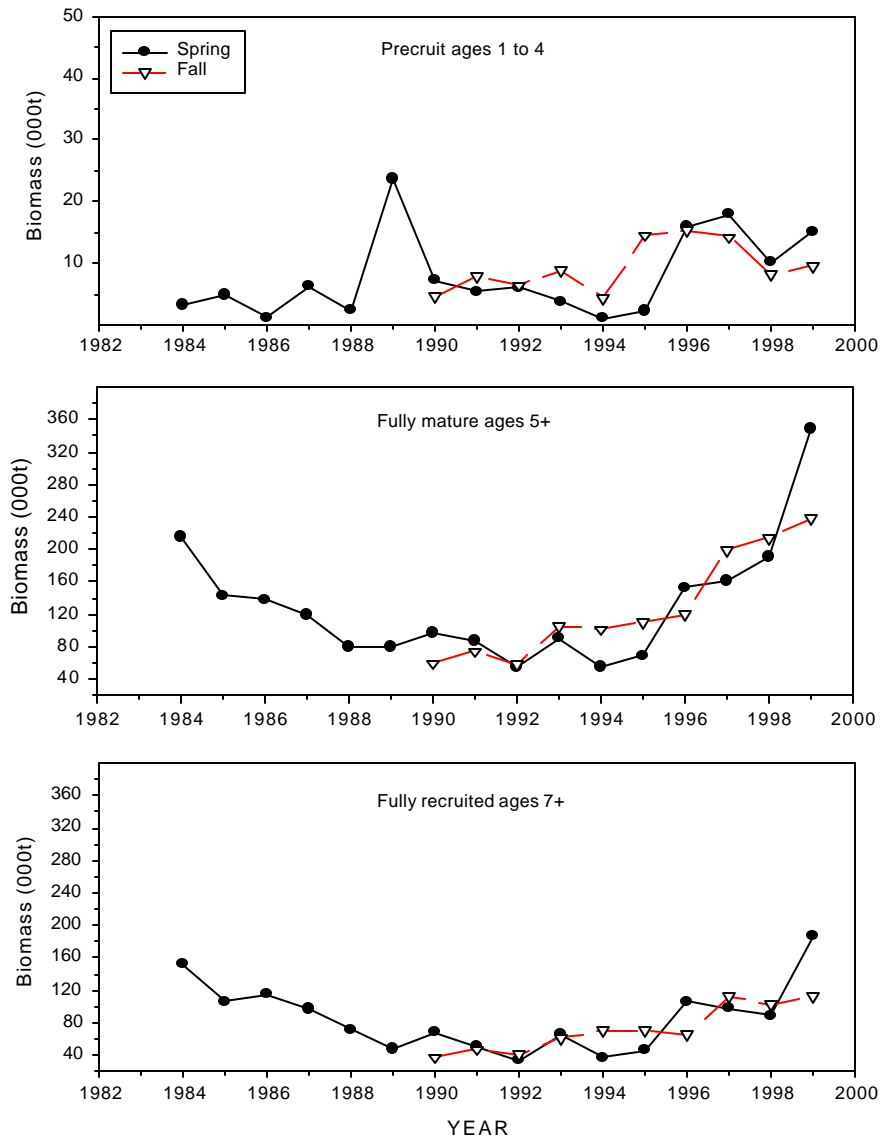 50
40
30
20
10
Biomass (000t)
Spring
Fall
Precruit ages 1 to 4
1982 1984 1986 1988 1990 1992 1994 1996 1998 2000
360
320
280
240
200
160
120
80
40
Biomass (000t)
Fully mature ages 5+
1982 1984 1986 1988 1990 1992 1994 1996 1998 2000
360
320
280
240
200
160
120
80
40
Biomass (000t)
Fully recruited ages 7+
1982 1984 1986 1988 1990 1992 1994 1996 1998 2000
YEAR